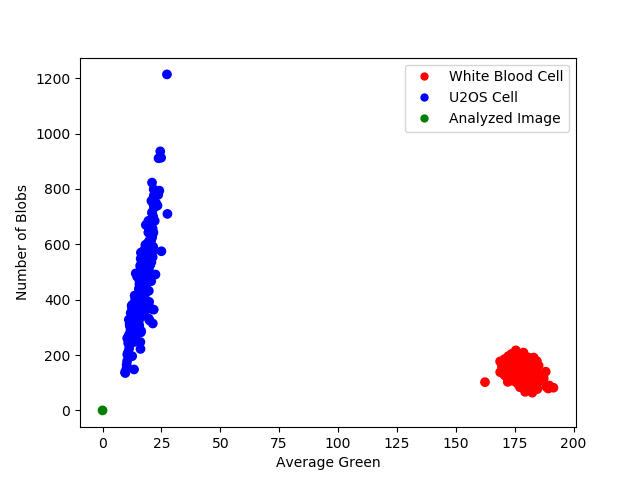 White Blood Cell
U2OS Cell
Analyzed Image
1200
1000
800
600
400
200
0
Number of Blobs
0 25 50 75 100 125 150 175 200
Average Green